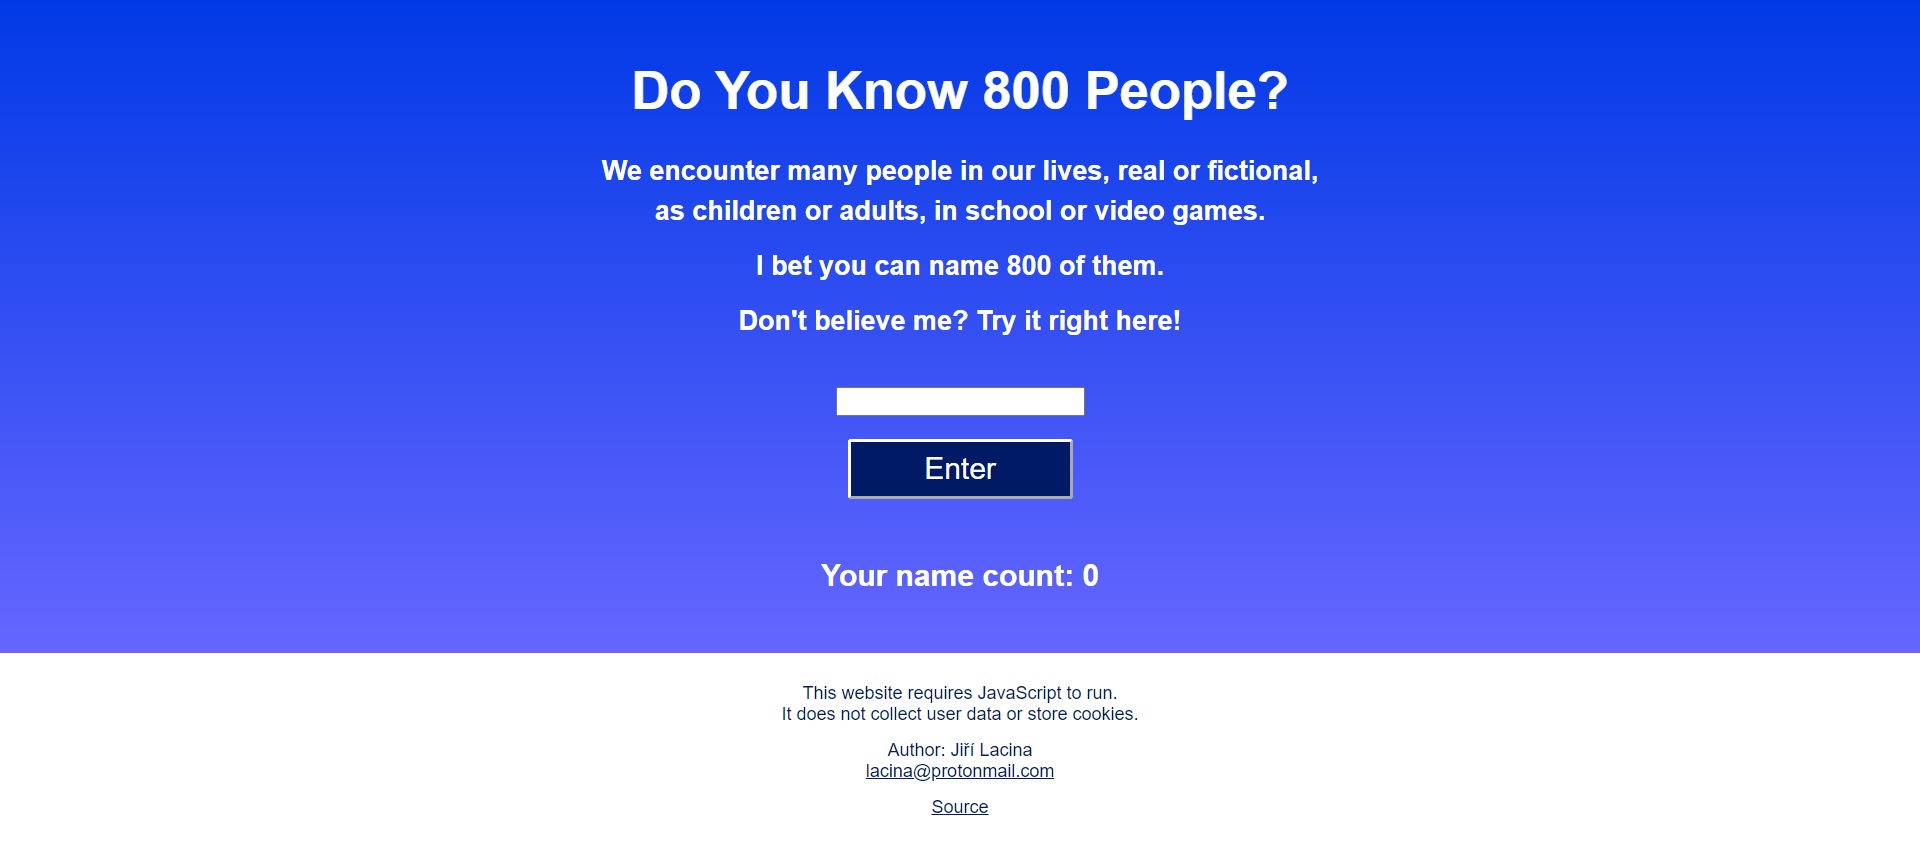 Do You Know 800 People?
We encounter many people in our lives, real or fictional,
as children or adults, in school or video games.
I bet you can name 800 of them.
Don't believe me? Try it right here!
Enter
Your name count: 0
This website requires JavaScript to run.
It does not collect user data or store cookies.
Author: Jiří Lacina
lacina@protonmail.com
Source